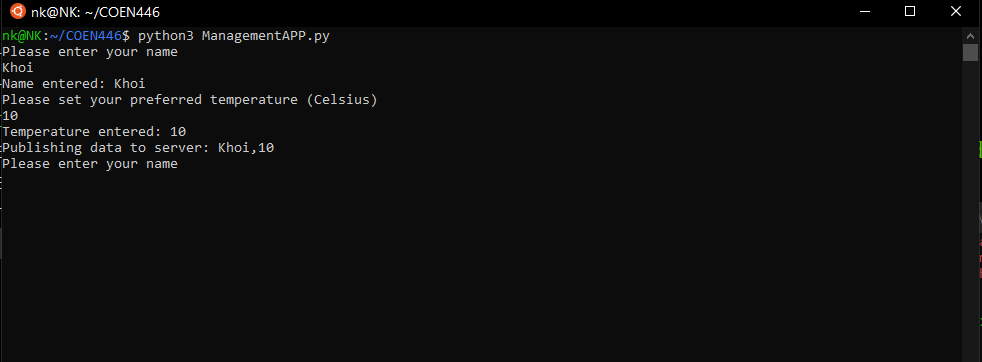 nk@NK: ~/COEN446
nk@NK:~/COEN446$ python3 ManagementAPP.py
Please enter your name
Khoi
Name entered: Khoi
Please set your preferred temperature (Celsius)
10
Temperature entered: 10
Publishing data to server: Khoi,10
Please enter your name